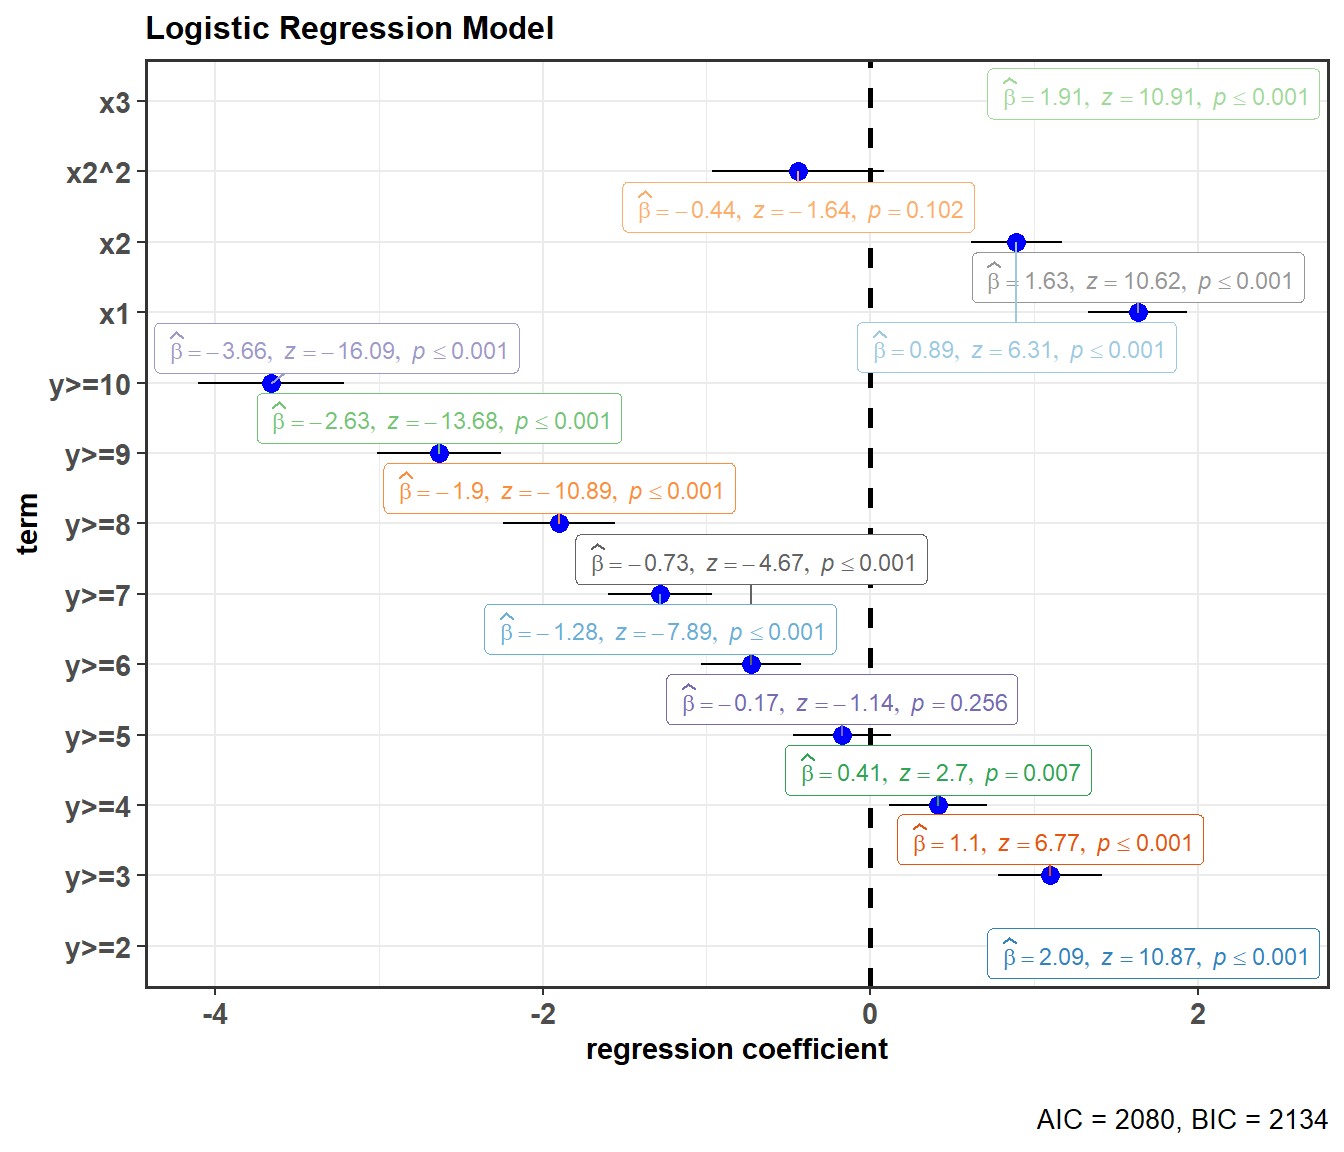 Logistic Regression Model
x3
β̂ = 1.91, z = 10.91, p ≤ 0.001
x2^2
β̂ = −0.44, z = −1.64, p = 0.102
x2
β̂ = 1.63, z = 10.62, p ≤ 0.001
x1
β̂ = −3.66, z = −16.09, p ≤ 0.001
β̂ = 0.89, z = 6.31, p ≤ 0.001
y>=10
β̂ = −2.63, z = −13.68, p ≤ 0.001
y>=9
β̂ = −1.9, z = −10.89, p ≤ 0.001
y>=8
β̂ = −0.73, z = −4.67, p ≤ 0.001
y>=7
β̂ = −1.28, z = −7.89, p ≤ 0.001
y>=6
β̂ = −0.17, z = −1.14, p = 0.256
y>=5
β̂ = 0.41, z = 2.7, p = 0.007
y>=4
β̂ = 1.1, z = 6.77, p ≤ 0.001
y>=3
y>=2
β̂ = 2.09, z = 10.87, p ≤ 0.001
term
-4 -2 0 2
regression coefficient
AIC = 2080, BIC = 2134